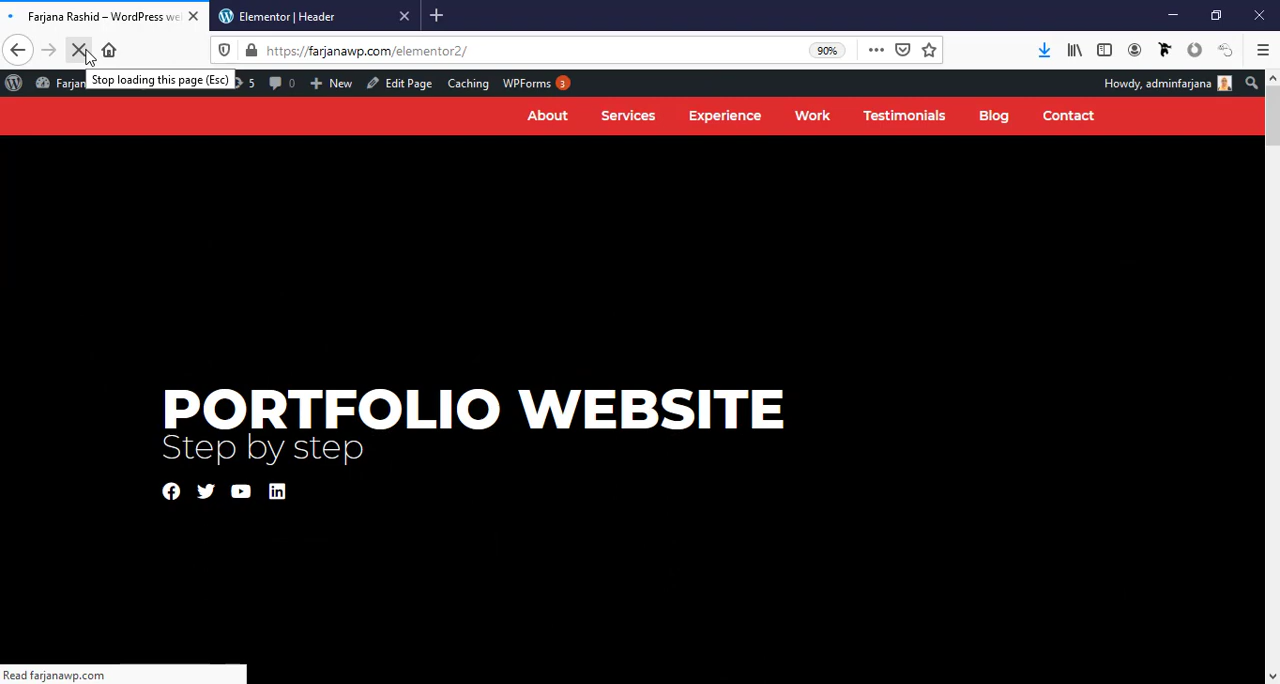 Farjana Rashid – WordPress we
Elementor | Header
https://farjanawp.com/elementor2/
90%
Stop loading this page (Esc)
Farjan
5
0
New
Edit Page
Caching
WPForms 3
Howdy, adminfarjana
About Services Experience Work Testimonials Blog Contact
PORTFOLIO WEBSITE
Step by step
Read farjanawp.com